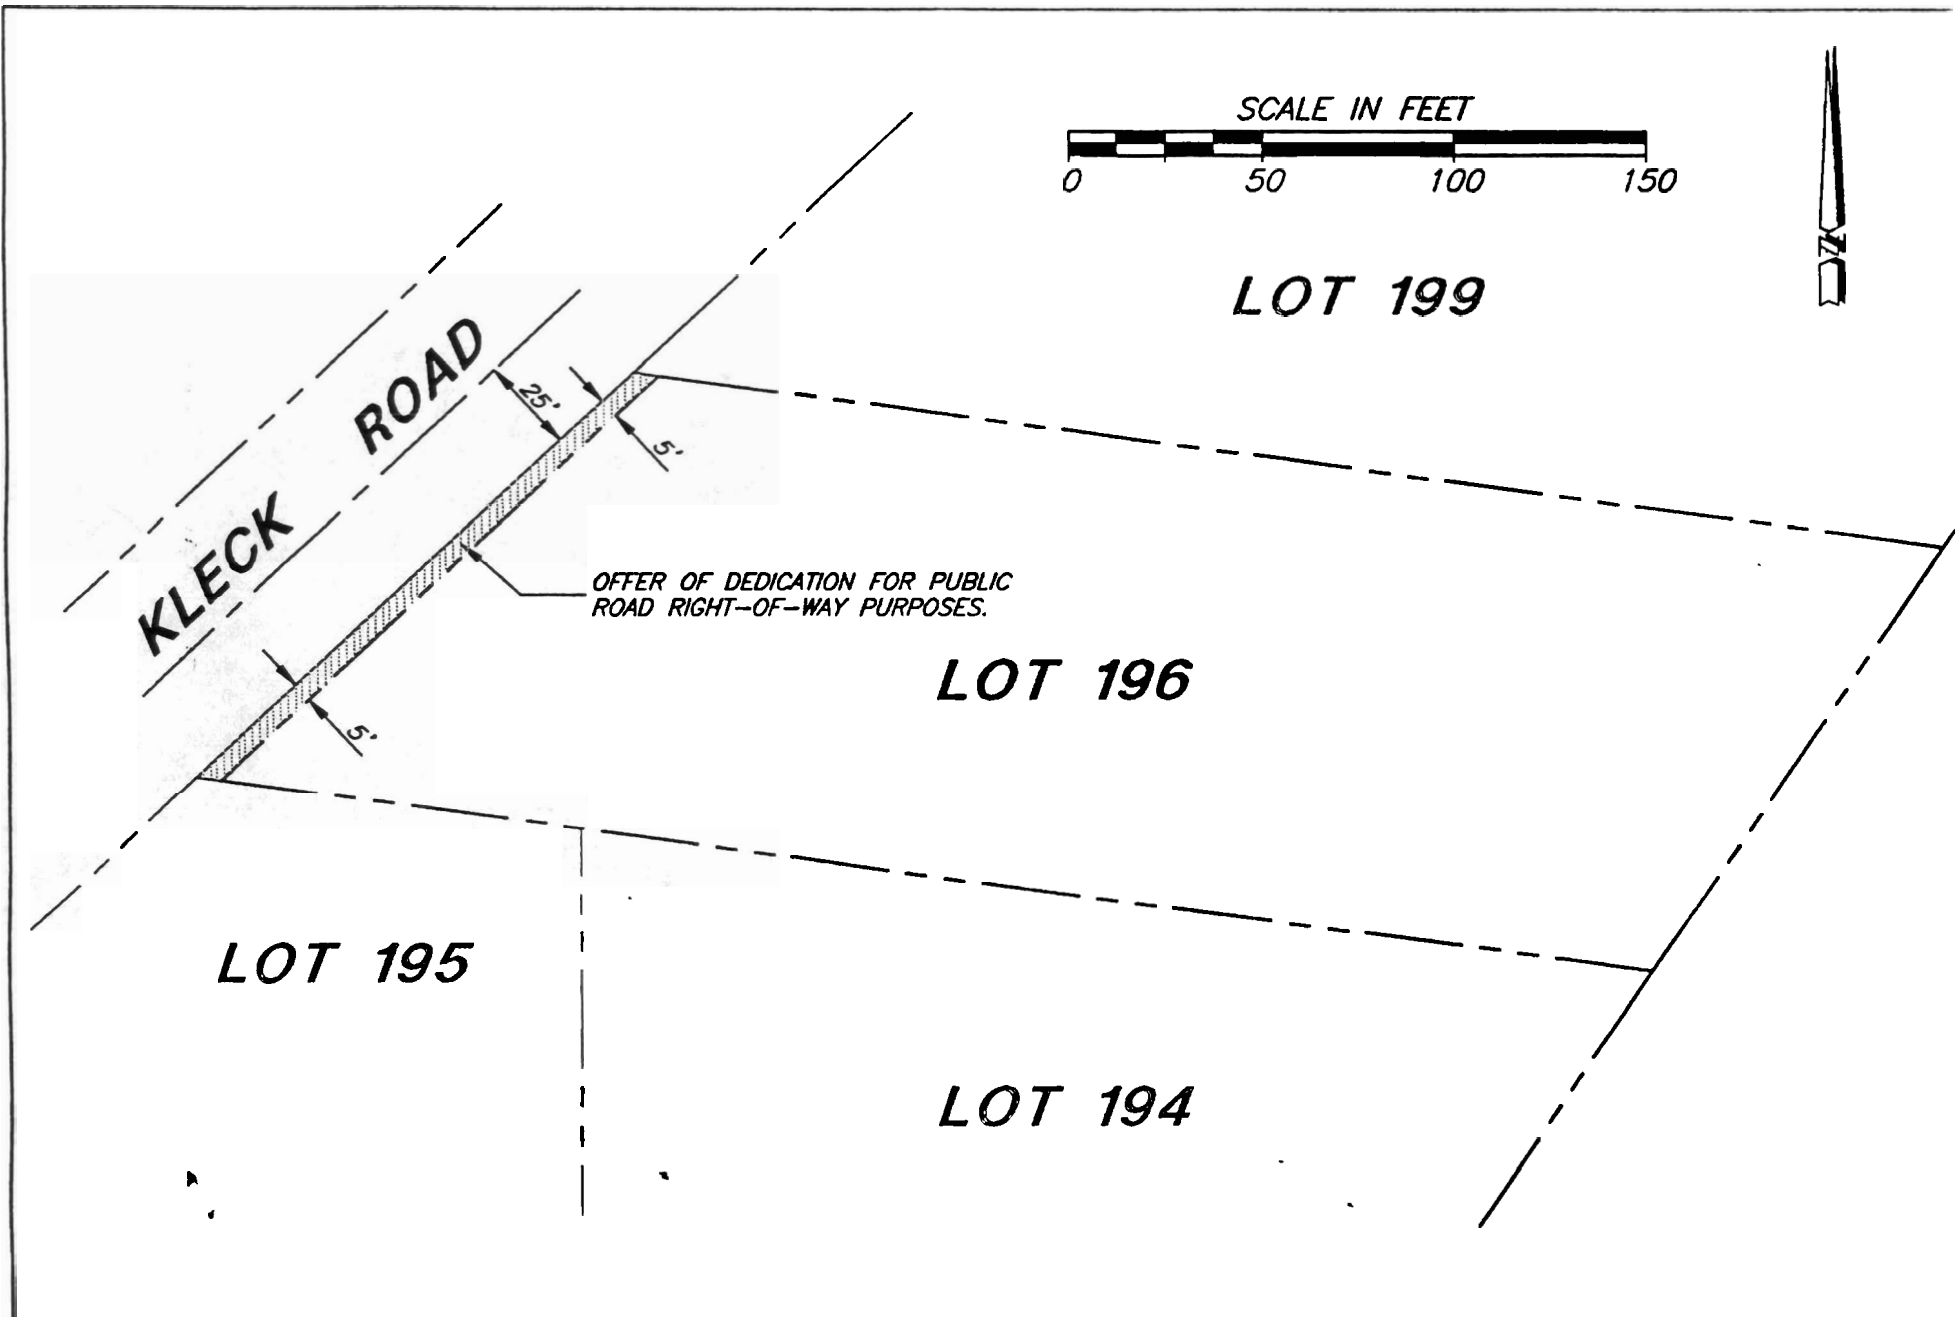 SCALE IN FEET
0 50 100 150
N
LOT 199
KLECK ROAD
25'
5'
OFFER OF DEDICATION FOR PUBLIC
ROAD RIGHT-OF-WAY PURPOSES.
LOT 196
5'
LOT 195
LOT 194